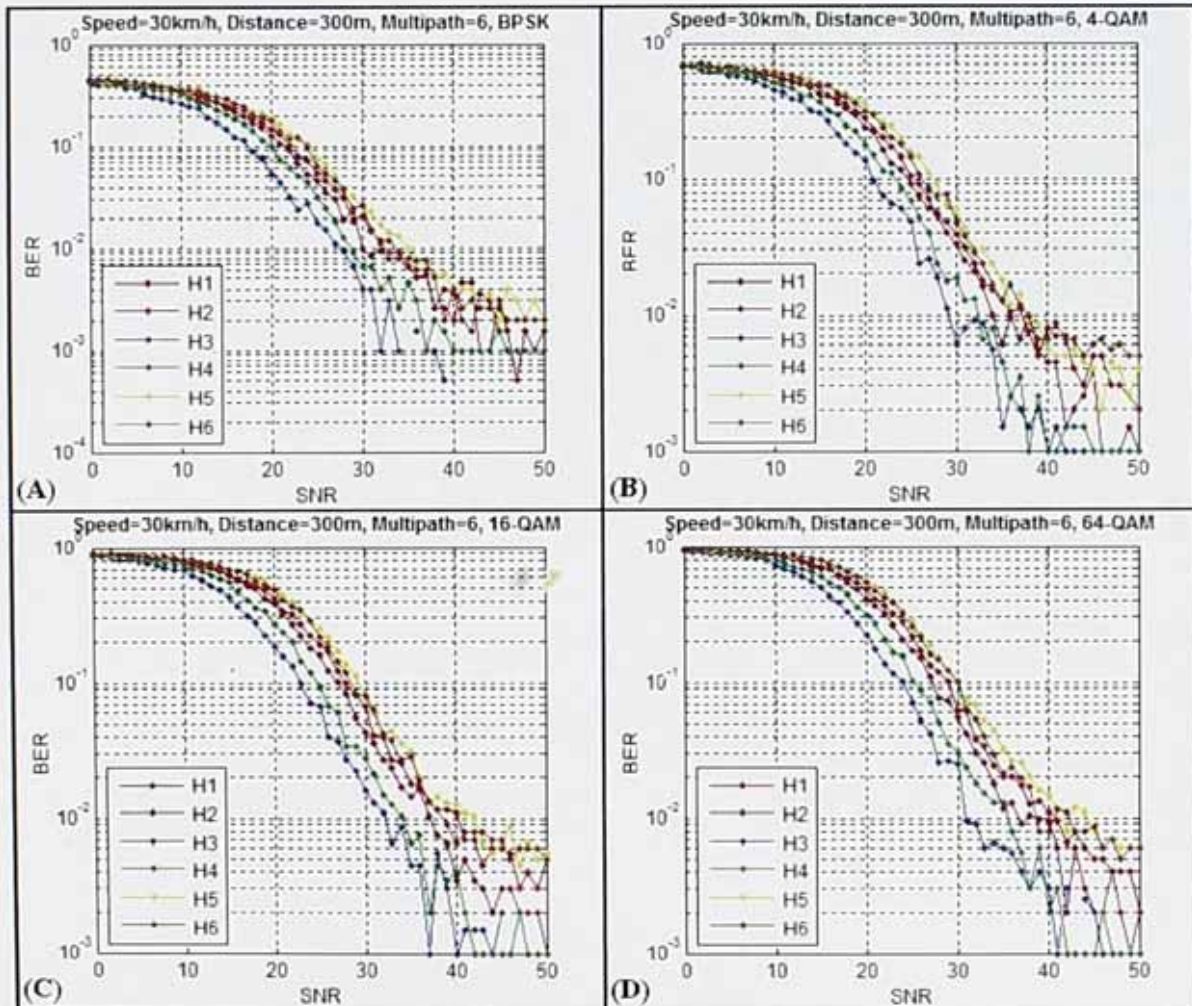 Speed=30km/h, Distance=300m, Multipath=6, BPSK
10^0
10^-1
10^-2
10^-3
10^-4
BER
H1
H2
H3
H4
H5
H6
0 10 20 30 40 50
SNR
(A)
Speed=30km/h, Distance=300m, Multipath=6, 4-QAM
10^0
10^-1
10^-2
10^-3
BER
H1
H2
H3
H4
H5
H6
0 10 20 30 40 50
SNR
(B)
Speed=30km/h, Distance=300m, Multipath=6, 16-QAM
10^0
10^-1
10^-2
10^-3
BER
H1
H2
H3
H4
H5
H6
0 10 20 30 40 50
SNR
(C)
Speed=30km/h, Distance=300m, Multipath=6, 64-QAM
10^0
10^-1
10^-2
10^-3
BER
H1
H2
H3
H4
H5
H6
0 10 20 30 40 50
SNR
(D)